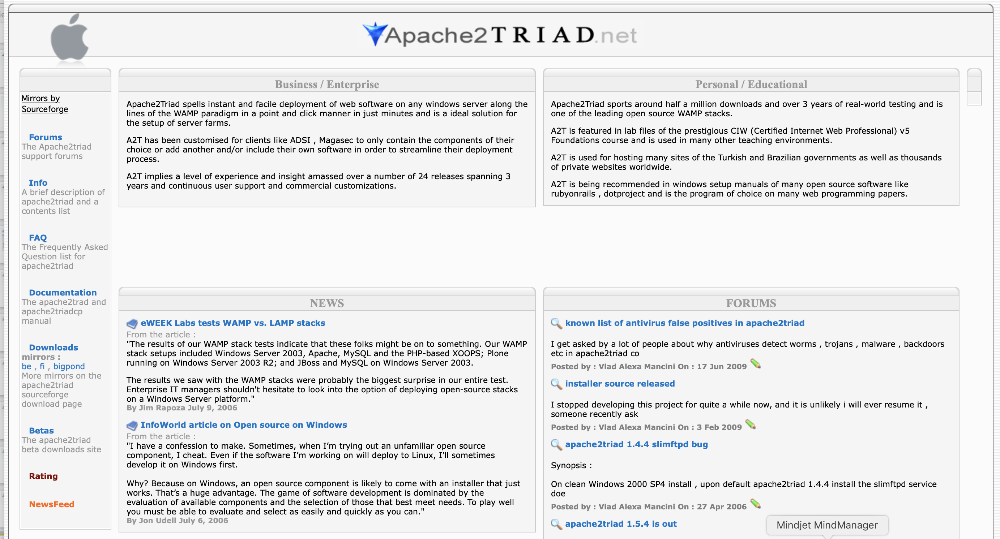 Apache2TRIAD.net
Mirrors by
Sourceforge
Forums
The Apache2triad
support forums
Info
A brief description of
apache2triad and a
contents list
FAQ
The Frequently Asked
Question list for
apache2triad
Documentation
The apache2trad and
apache2triadcp
manual
Downloads
mirrors :
be , fi , bigpond
More mirrors on the
apache2triad
sourceforge
download page
Betas
The apache2triad
beta downloads site
Rating
NewsFeed
Business / Enterprise
Apache2Triad spells instant and facile deployment of web software on any windows server along the
lines of the WAMP paradigm in a point and click manner in just minutes and is a ideal solution for
the setup of server farms.
A2T has been customised for clients like ADSI , Magasec to only contain the components of their
choice or add another and/or include their own software in order to streamline their deployment
process.
A2T implies a level of experience and insight amassed over a number of 24 releases spanning 3
years and continuous user support and commercial customizations.
Personal / Educational
Apache2Triad sports around half a million downloads and over 3 years of real-world testing and is
one of the leading open source WAMP stacks.
A2T is featured in lab files of the prestigious CIW (Certified Internet Web Professional) v5
Foundations course and is used in many other teaching environments.
A2T is used for hosting many sites of the Turkish and Brazilian governments as well as thousands
of private websites worldwide.
A2T is being recommended in windows setup manuals of many open source software like
rubyonrails , dotproject and is the program of choice on many web programming papers.
NEWS
eWEEK Labs tests WAMP vs. LAMP stacks
From the article :
"The results of our WAMP stack tests indicate that these folks might be on to something. Our WAMP
stack setups included Windows Server 2003, Apache, MySQL and the PHP-based XOOPS; Plone
running on Windows Server 2003 R2; and JBoss and MySQL on Windows Server 2003.
The results we saw with the WAMP stacks were probably the biggest surprise in our entire test.
Enterprise IT managers shouldn't hesitate to look into the option of deploying open-source stacks
on a Windows Server platform."
By Jim Rapoza July 9, 2006
InfoWorld article on Open source on Windows
From the article :
"I have a confession to make. Sometimes, when I’m trying out an unfamiliar open source
component, I cheat. Even if the software I’m working on will deploy to Linux, I’ll sometimes
develop it on Windows first.
Why? Because on Windows, an open source component is likely to come with an installer that just
works. That’s a huge advantage. The game of software development is dominated by the
evaluation of available components and the selection of those that best meet needs. To play well
you must be able to evaluate and select as easily and quickly as you can."
By Jon Udell July 6, 2006
FORUMS
known list of antivirus false positives in apache2triad
I get asked by a lot of people about why antiviruses detect worms , trojans , malware , backdoors
etc in apache2triad co
Posted by : Vlad Alexa Mancini On : 17 Jun 2009
installer source released
I stopped developing this project for quite a while now, and it is unlikely i will ever resume it ,
someone recently ask
Posted by : Vlad Alexa Mancini On : 3 Feb 2009
apache2triad 1.4.4 slimftpd bug
Synopsis :
On clean Windows 2000 SP4 install , upon default apache2triad 1.4.4 install the slimftpd service
doe
Posted by : Vlad Alexa Mancini On : 27 Apr 2006
apache2triad 1.5.4 is out
Mindjet MindManager